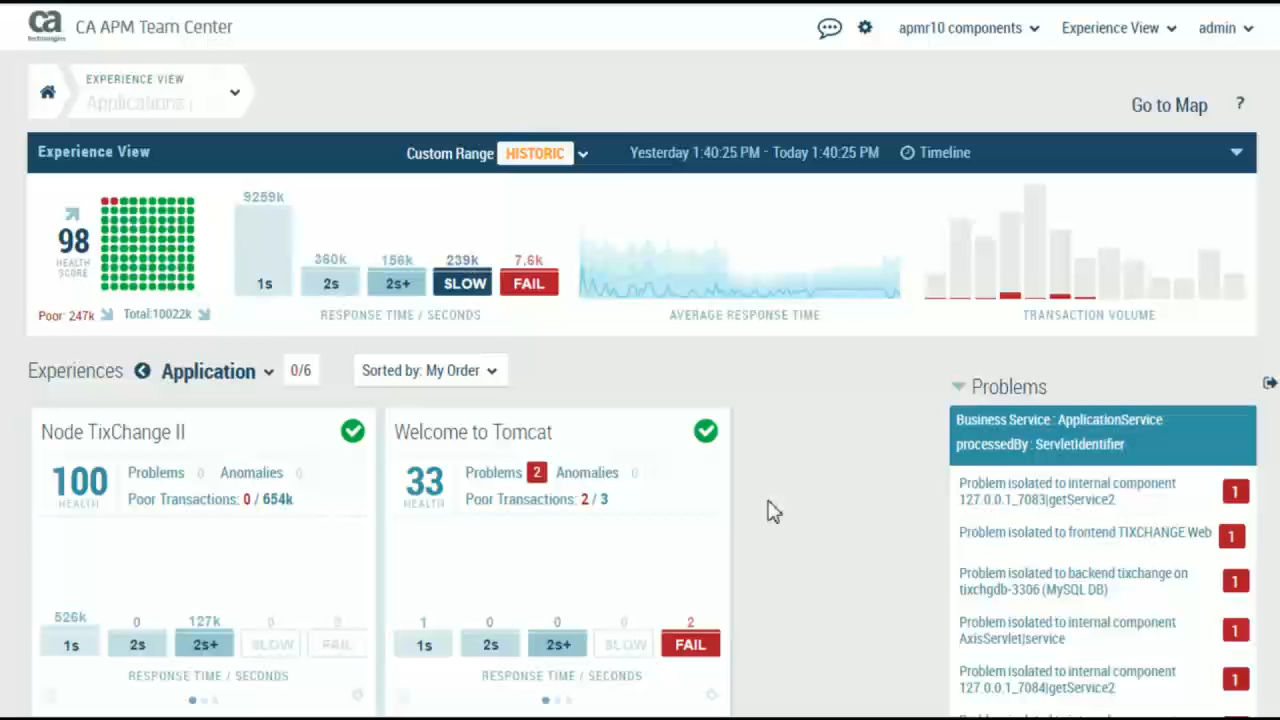 ca
technologies
CA APM Team Center
apmr10 components
Experience View
admin
EXPERIENCE VIEW
Applications
Go to Map
?
Experience View
Custom Range
HISTORIC
Yesterday 1:40:25 PM - Today 1:40:25 PM
Timeline
98
HEALTH
SCORE
Poor: 247k
Total:10022k
9259k
360k
156k
239k
7.6k
1s
2s
2s+
SLOW
FAIL
RESPONSE TIME / SECONDS
AVERAGE RESPONSE TIME
TRANSACTION VOLUME
Experiences
Application
0/6
Sorted by: My Order
Node TixChange II
100
HEALTH
Problems 0 Anomalies 0
Poor Transactions: 0 / 654k
526k
0
127k
0
0
1s
2s
2s+
SLOW
FAIL
RESPONSE TIME / SECONDS
Welcome to Tomcat
33
HEALTH
Problems 2 Anomalies 0
Poor Transactions: 2 / 3
1
0
0
0
2
1s
2s
2s+
SLOW
FAIL
RESPONSE TIME / SECONDS
Problems
Business Service : ApplicationService
processedBy : ServletIdentifier
Problem isolated to internal component
127.0.0.1_7083|getService2
1
Problem isolated to frontend TIXCHANGE Web
1
Problem isolated to backend tixchange on
tixchgdb-3306 (MySQL DB)
1
Problem isolated to internal component
AxisServlet|service
1
Problem isolated to internal component
127.0.0.1_7084|getService2
1